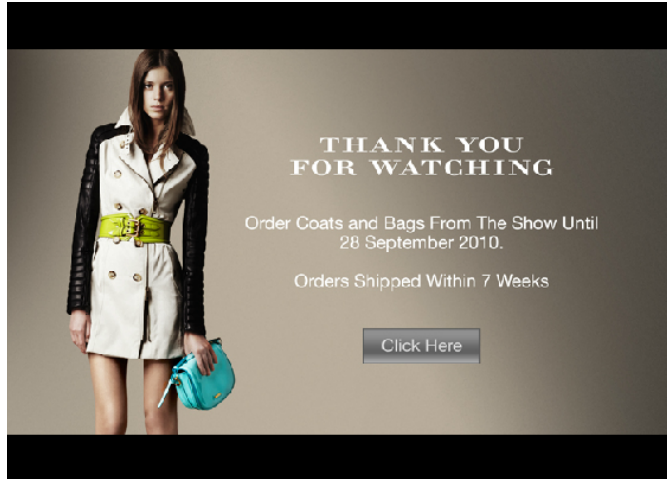 THANK YOU
FOR WATCHING
Order Coats and Bags From The Show Until
28 September 2010.
Orders Shipped Within 7 Weeks
Click Here